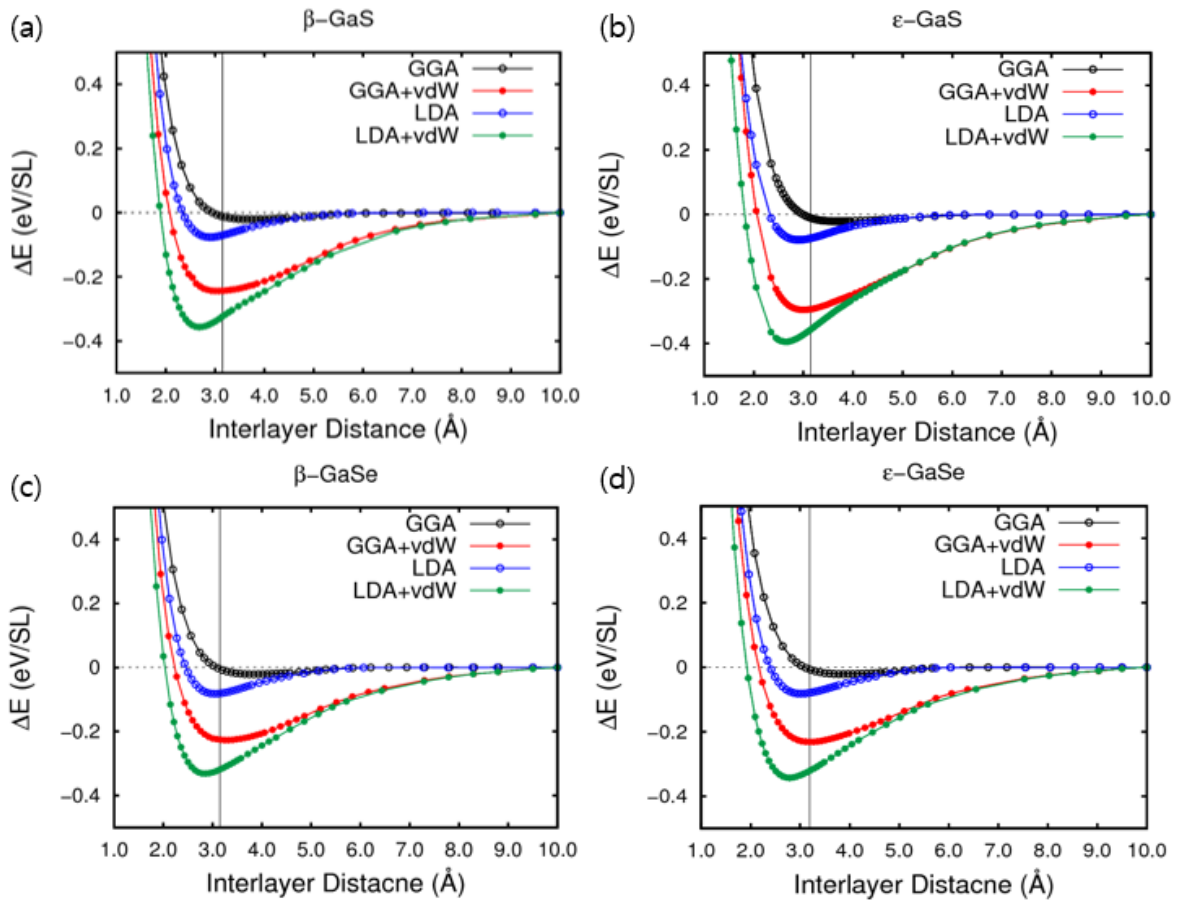 (a)
β−GaS
GGA
GGA+vdW
LDA
LDA+vdW
ΔE (eV/SL)
0.4
0.2
0
−0.2
−0.4
1.0 2.0 3.0 4.0 5.0 6.0 7.0 8.0 9.0 10.0
Interlayer Distance (Å)
(b)
ε−GaS
GGA
GGA+vdW
LDA
LDA+vdW
ΔE (eV/SL)
0.4
0.2
0
−0.2
−0.4
1.0 2.0 3.0 4.0 5.0 6.0 7.0 8.0 9.0 10.0
Interlayer Distance (Å)
(c)
β−GaSe
GGA
GGA+vdW
LDA
LDA+vdW
ΔE (eV/SL)
0.4
0.2
0
−0.2
−0.4
1.0 2.0 3.0 4.0 5.0 6.0 7.0 8.0 9.0 10.0
Interlayer Distacne (Å)
(d)
ε−GaSe
GGA
GGA+vdW
LDA
LDA+vdW
ΔE (eV/SL)
0.4
0.2
0
−0.2
−0.4
1.0 2.0 3.0 4.0 5.0 6.0 7.0 8.0 9.0 10.0
Interlayer Distacne (Å)